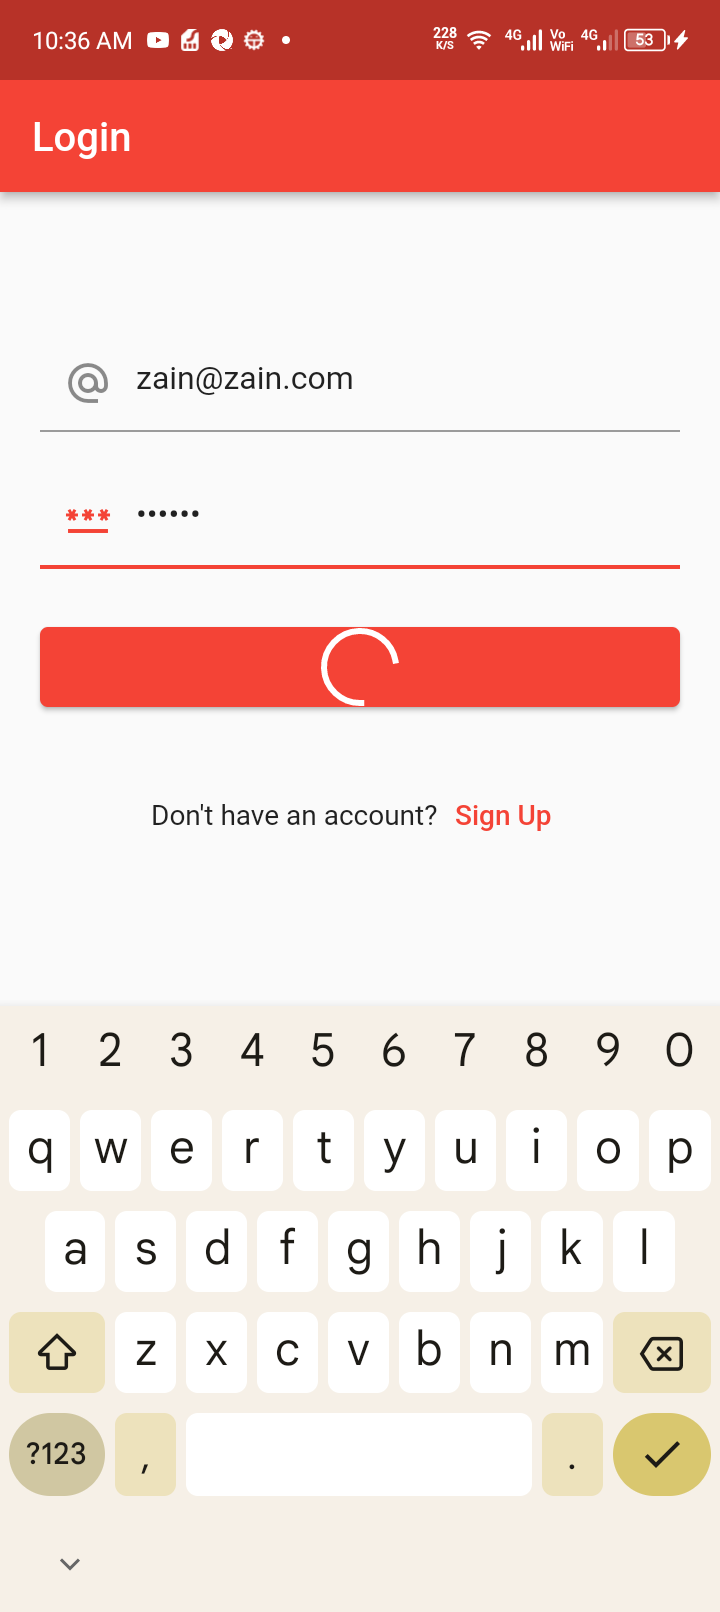 10:36 AM 228 K/S 4G Vo WiFi 4G 53
Login
zain@zain.com
*** ••••••
Don't have an account? Sign Up
1 2 3 4 5 6 7 8 9 0
q w e r t y u i o p
a s d f g h j k l
z x c v b n m
?123 , .